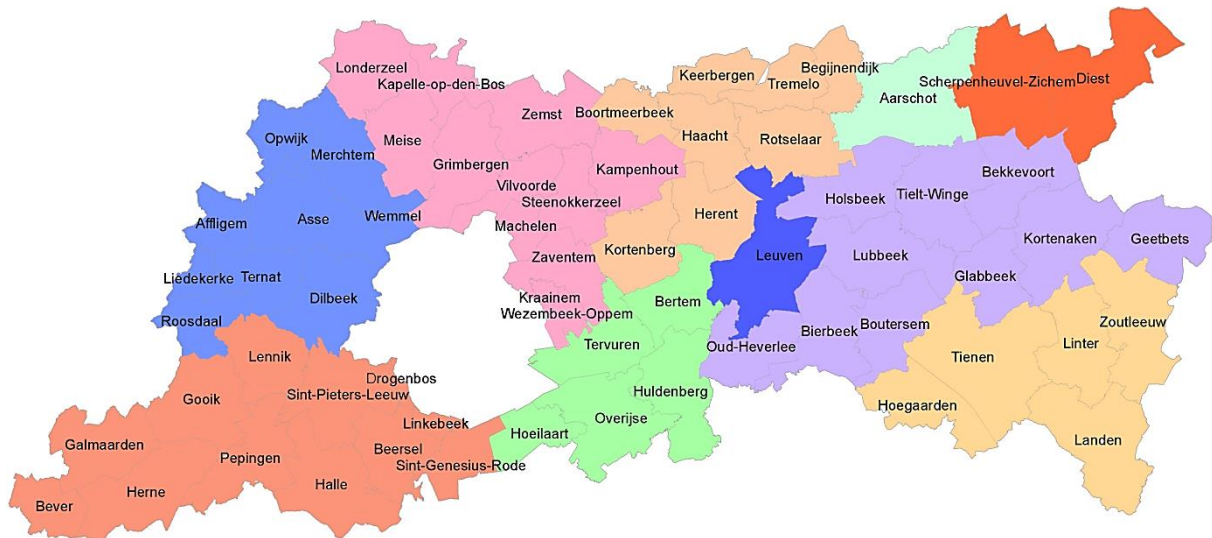 Londerzeel
Kapelle-op-den-Bos
Opwijk
Merchtem
Meise
Zemst
Grimbergen
Vilvoorde
Steenokkerzeel
Kampenhout
Affligem
Asse
Wemmel
Machelen
Zaventem
Liedekerke
Ternat
Dilbeek
Roosdaal
Kraainem
Wezembeek-Oppem
Keerbergen
Tremelo
Begijnendijk
Boortmeerbeek
Haacht
Rotselaar
Herent
Kortenberg
Aarschot
Scherpenheuvel-Zichem
Diest
Leuven
Holsbeek
Tielt-Winge
Bekkevoort
Lubbeek
Kortenaken
Geetbets
Glabbeek
Oud-Heverlee
Bierbeek
Boutersem
Bertem
Tervuren
Huldenberg
Hoeilaart
Overijse
Tienen
Linter
Zoutleeuw
Hoegaarden
Landen
Lennik
Gooik
Sint-Pieters-Leeuw
Drogenbos
Linkebeek
Galmaarden
Pepingen
Beersel
Sint-Genesius-Rode
Bever
Herne
Halle